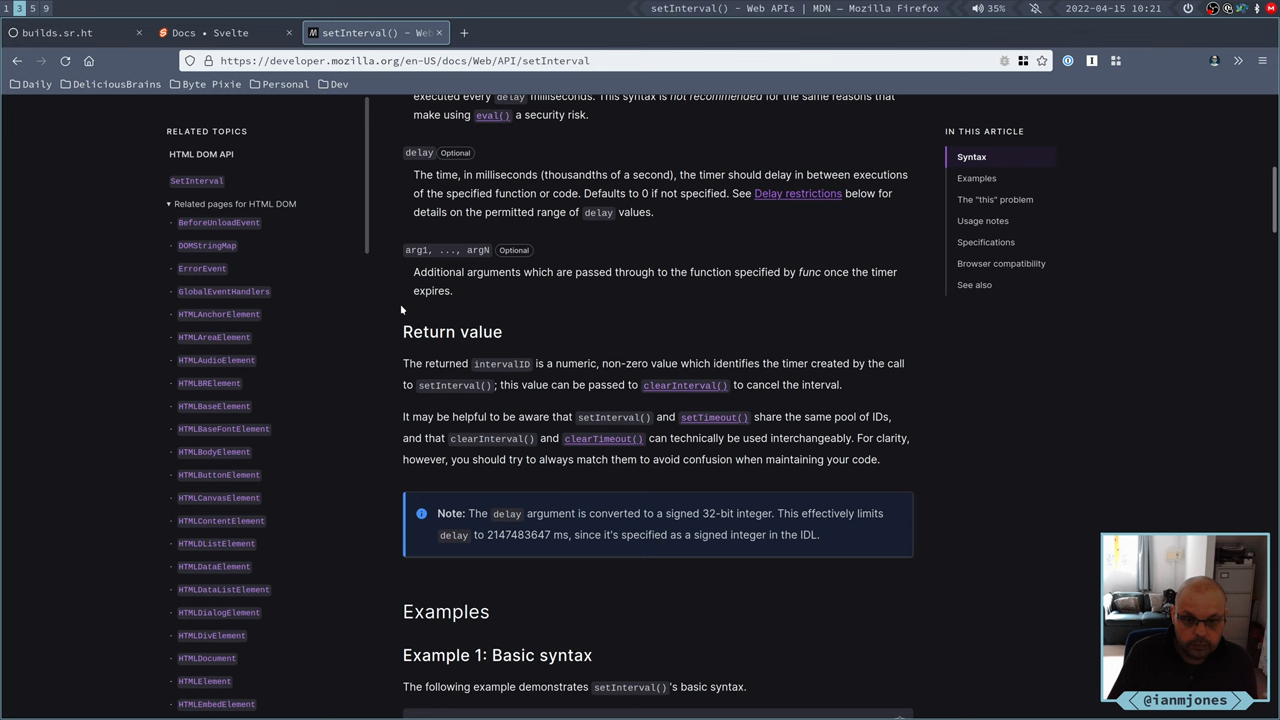 1 3 5 9
setInterval() - Web APIs | MDN — Mozilla Firefox
35%
2022-04-15 10:21
builds.sr.ht ×
Docs • Svelte ×
setInterval() - Web ×
+
https://developer.mozilla.org/en-US/docs/Web/API/setInterval
Daily DeliciousBrains Byte Pixie Personal Dev
RELATED TOPICS
HTML DOM API
SetInterval
▾ Related pages for HTML DOM
BeforeUnloadEvent
DOMStringMap
ErrorEvent
GlobalEventHandlers
HTMLAnchorElement
HTMLAreaElement
HTMLAudioElement
HTMLBRElement
HTMLBaseElement
HTMLBaseFontElement
HTMLBodyElement
HTMLButtonElement
HTMLCanvasElement
HTMLContentElement
HTMLDListElement
HTMLDataElement
HTMLDataListElement
HTMLDialogElement
HTMLDivElement
HTMLDocument
HTMLElement
HTMLEmbedElement
executed every delay milliseconds. This syntax is not recommended for the same reasons that
make using eval() a security risk.
delay Optional
The time, in milliseconds (thousandths of a second), the timer should delay in between executions
of the specified function or code. Defaults to 0 if not specified. See Delay restrictions below for
details on the permitted range of delay values.
arg1, ..., argN Optional
Additional arguments which are passed through to the function specified by func once the timer
expires.
Return value
The returned intervalID is a numeric, non-zero value which identifies the timer created by the call
to setInterval(); this value can be passed to clearInterval() to cancel the interval.
It may be helpful to be aware that setInterval() and setTimeout() share the same pool of IDs,
and that clearInterval() and clearTimeout() can technically be used interchangeably. For clarity,
however, you should try to always match them to avoid confusion when maintaining your code.
Note: The delay argument is converted to a signed 32-bit integer. This effectively limits
delay to 2147483647 ms, since it's specified as a signed integer in the IDL.
Examples
Example 1: Basic syntax
The following example demonstrates setInterval()'s basic syntax.
IN THIS ARTICLE
Syntax
Examples
The "this" problem
Usage notes
Specifications
Browser compatibility
See also
@ianmjones